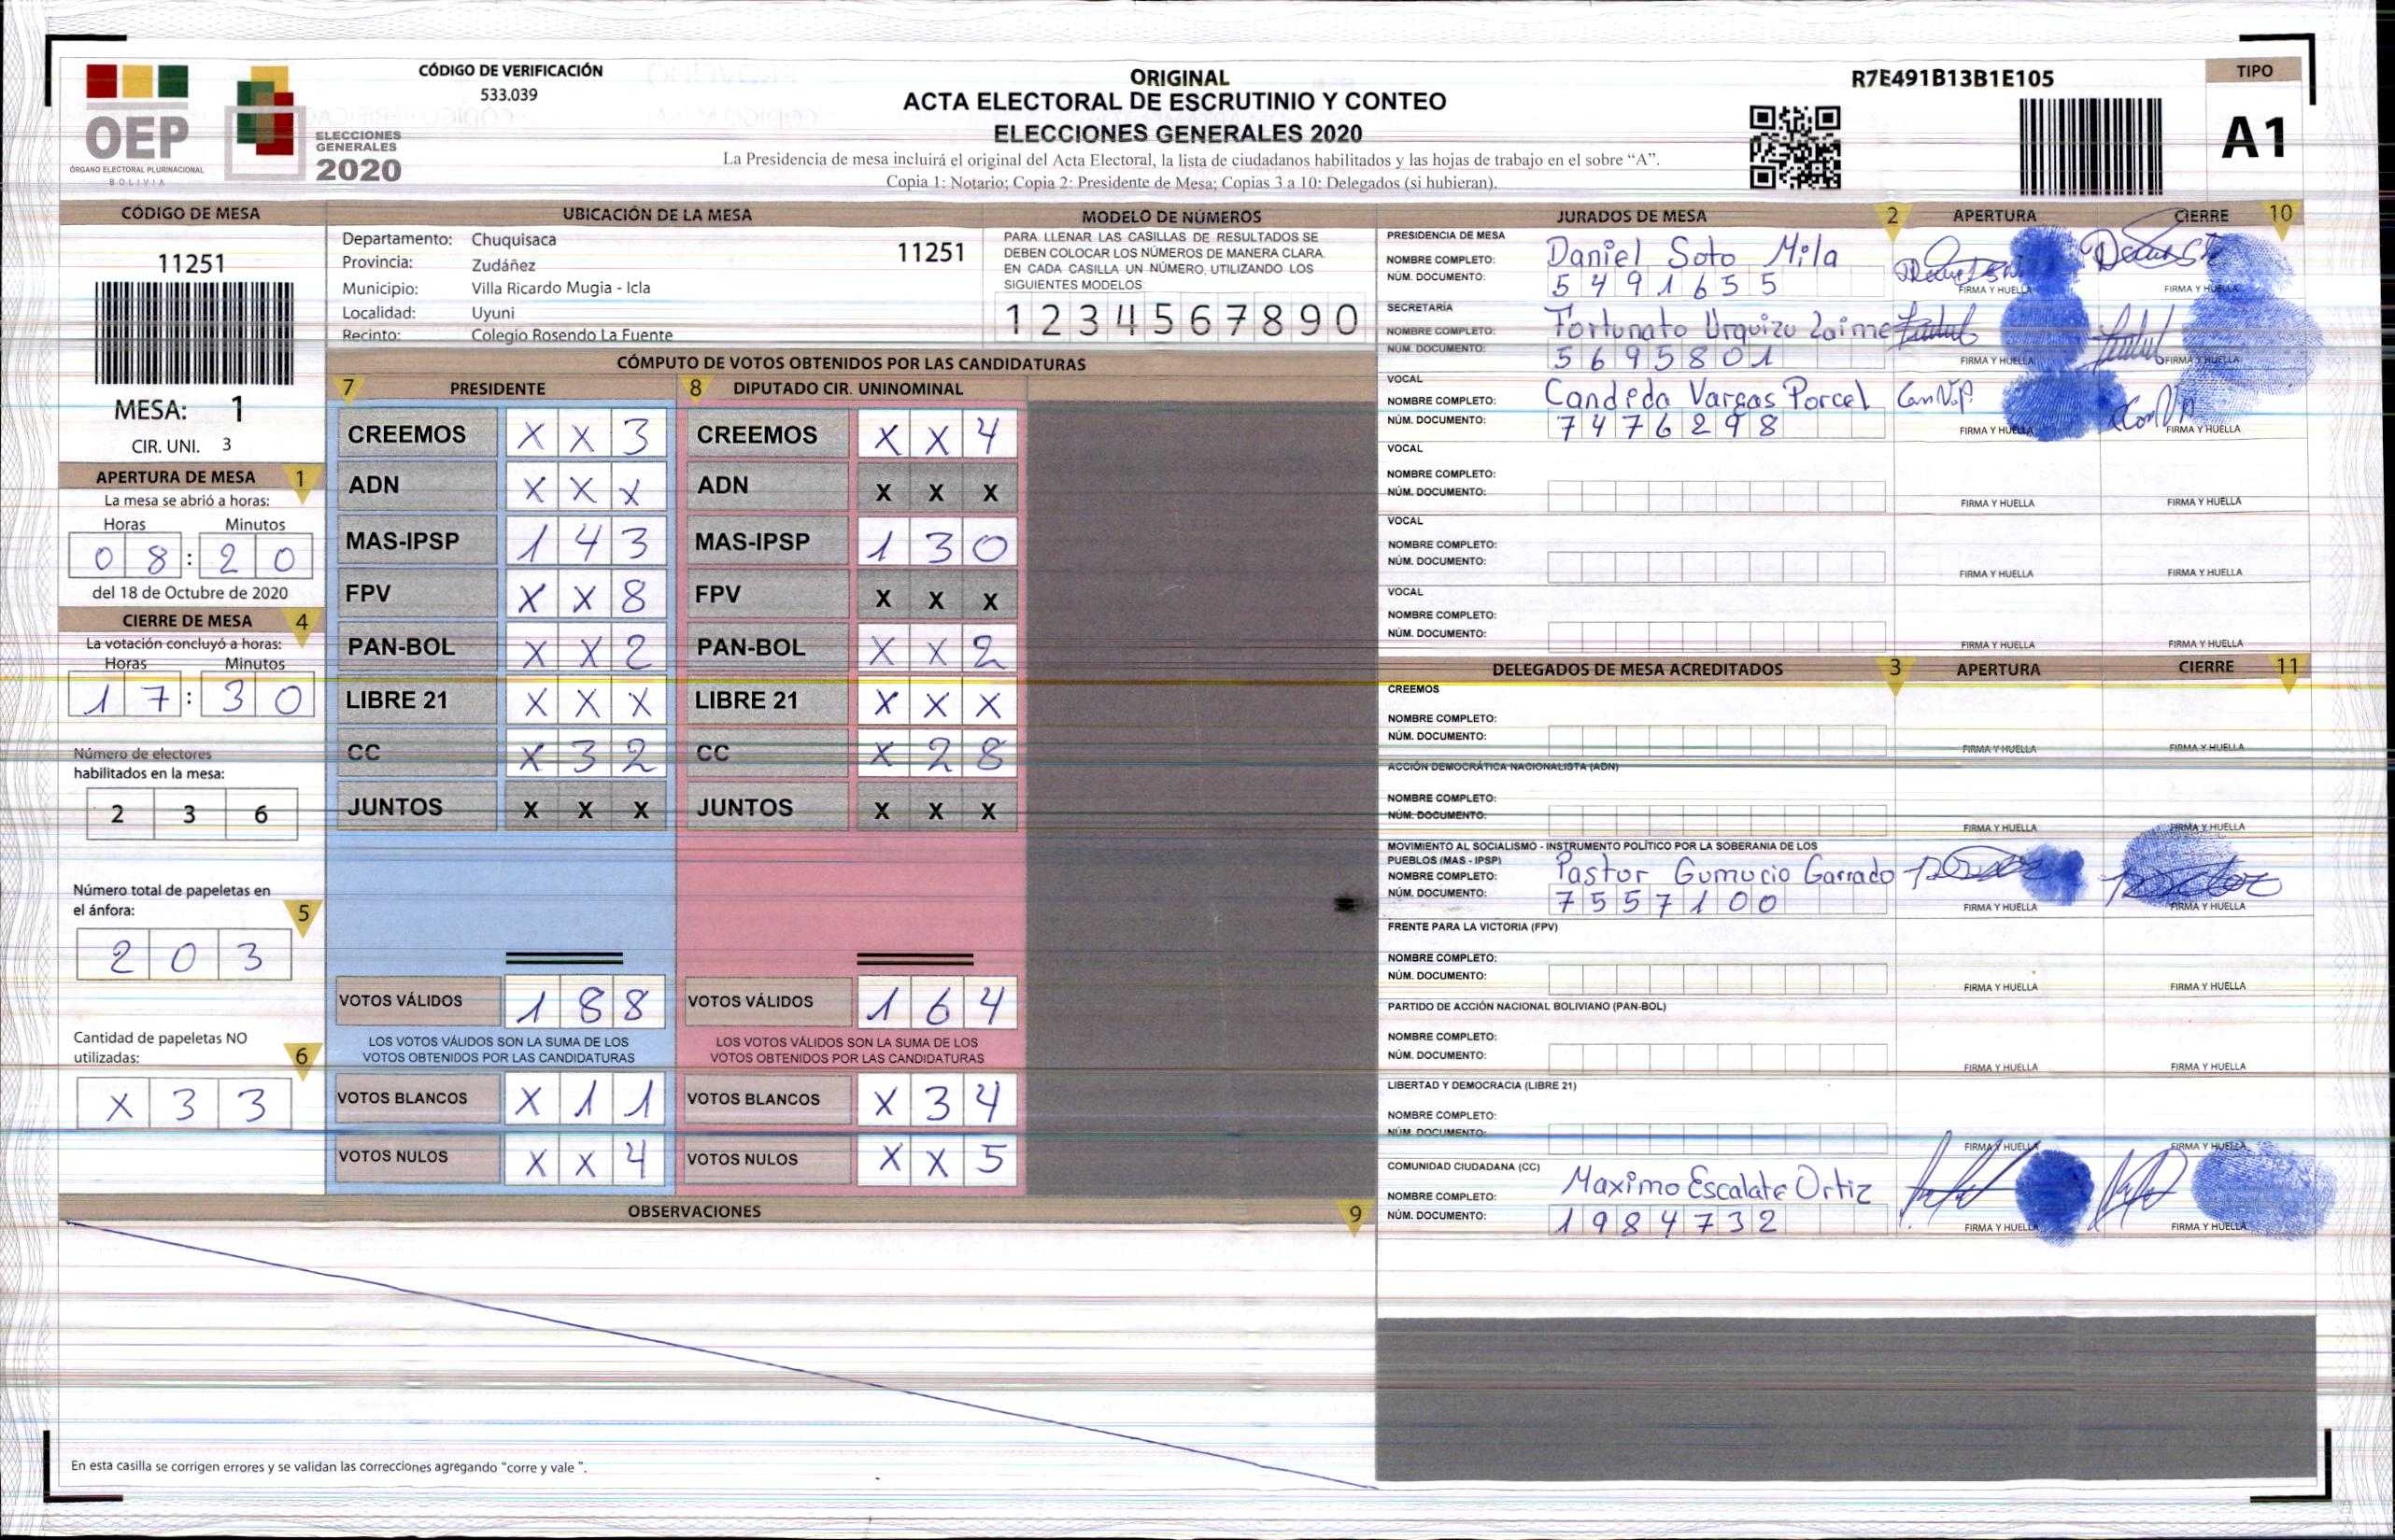 OEP
ÓRGANO ELECTORAL PLURINACIONAL
BOLIVIA
ELECCIONES
GENERALES
2020
CÓDIGO DE VERIFICACIÓN
533.039
ORIGINAL
ACTA ELECTORAL DE ESCRUTINIO Y CONTEO
ELECCIONES GENERALES 2020
La Presidencia de mesa incluirá el original del Acta Electoral, la lista de ciudadanos habilitados y las hojas de trabajo en el sobre “A”.
Copia 1: Notario; Copia 2: Presidente de Mesa; Copias 3 a 10: Delegados (si hubieran).
R7E491B13B1E105
TIPO
A1
CÓDIGO DE MESA
11251
MESA: 1
CIR. UNI. 3
APERTURA DE MESA 1
La mesa se abrió a horas:
Horas Minutos
0 8 : 2 0
del 18 de Octubre de 2020
CIERRE DE MESA 4
La votación concluyó a horas:
Horas Minutos
1 7 : 3 0
Número de electores
habilitados en la mesa:
2 3 6
Número total de papeletas en
el ánfora: 5
2 0 3
Cantidad de papeletas NO
utilizadas: 6
X 3 3
UBICACIÓN DE LA MESA
Departamento: Chuquisaca 11251
Provincia: Zudáñez
Municipio: Villa Ricardo Mugia - Icla
Localidad: Uyuni
Recinto: Colegio Rosendo La Fuente
MODELO DE NÚMEROS
PARA LLENAR LAS CASILLAS DE RESULTADOS SE
DEBEN COLOCAR LOS NÚMEROS DE MANERA CLARA.
EN CADA CASILLA UN NÚMERO, UTILIZANDO LOS
SIGUIENTES MODELOS
1 2 3 4 5 6 7 8 9 0
CÓMPUTO DE VOTOS OBTENIDOS POR LAS CANDIDATURAS
7 PRESIDENTE 8 DIPUTADO CIR. UNINOMINAL
CREEMOS X X 3 CREEMOS X X 4
ADN X X X ADN X X X
MAS-IPSP 1 4 3 MAS-IPSP 1 3 0
FPV X X 8 FPV X X X
PAN-BOL X X 2 PAN-BOL X X 2
LIBRE 21 X X X LIBRE 21 X X X
CC X 3 2 CC X 2 8
JUNTOS X X X JUNTOS X X X
VOTOS VÁLIDOS 1 8 8 VOTOS VÁLIDOS 1 6 4
LOS VOTOS VÁLIDOS SON LA SUMA DE LOS LOS VOTOS VÁLIDOS SON LA SUMA DE LOS
VOTOS OBTENIDOS POR LAS CANDIDATURAS VOTOS OBTENIDOS POR LAS CANDIDATURAS
VOTOS BLANCOS X 1 1 VOTOS BLANCOS X 3 4
VOTOS NULOS X X 4 VOTOS NULOS X X 5
OBSERVACIONES 9
En esta casilla se corrigen errores y se validan las correcciones agregando "corre y vale ".
JURADOS DE MESA 2 APERTURA CIERRE 10
PRESIDENCIA DE MESA
NOMBRE COMPLETO: Daniel Soto Mila
NÚM. DOCUMENTO: 5 4 9 1 6 5 5
FIRMA Y HUELLA FIRMA Y HUELLA
SECRETARÍA
NOMBRE COMPLETO: Fortunato Urquizu Jaime
NÚM. DOCUMENTO: 5 6 9 5 8 0 1
FIRMA Y HUELLA FIRMA Y HUELLA
VOCAL
NOMBRE COMPLETO: Candeda Vargas Porcel Can V.P.
NÚM. DOCUMENTO: 7 4 7 6 2 9 8
FIRMA Y HUELLA FIRMA Y HUELLA
VOCAL
NOMBRE COMPLETO:
NÚM. DOCUMENTO:
FIRMA Y HUELLA FIRMA Y HUELLA
VOCAL
NOMBRE COMPLETO:
NÚM. DOCUMENTO:
FIRMA Y HUELLA FIRMA Y HUELLA
VOCAL
NOMBRE COMPLETO:
NÚM. DOCUMENTO:
FIRMA Y HUELLA FIRMA Y HUELLA
DELEGADOS DE MESA ACREDITADOS 3 APERTURA CIERRE 11
CREEMOS
NOMBRE COMPLETO:
NÚM. DOCUMENTO:
FIRMA Y HUELLA FIRMA Y HUELLA
ACCIÓN DEMOCRÁTICA NACIONALISTA (ADN)
NOMBRE COMPLETO:
NÚM. DOCUMENTO:
FIRMA Y HUELLA FIRMA Y HUELLA
MOVIMIENTO AL SOCIALISMO - INSTRUMENTO POLÍTICO POR LA SOBERANIA DE LOS
PUEBLOS (MAS - IPSP)
NOMBRE COMPLETO: Pastor Gumucio Garrado
NÚM. DOCUMENTO: 7 5 5 7 1 0 0
FIRMA Y HUELLA FIRMA Y HUELLA
FRENTE PARA LA VICTORIA (FPV)
NOMBRE COMPLETO:
NÚM. DOCUMENTO:
FIRMA Y HUELLA FIRMA Y HUELLA
PARTIDO DE ACCIÓN NACIONAL BOLIVIANO (PAN-BOL)
NOMBRE COMPLETO:
NÚM. DOCUMENTO:
FIRMA Y HUELLA FIRMA Y HUELLA
LIBERTAD Y DEMOCRACIA (LIBRE 21)
NOMBRE COMPLETO:
NÚM. DOCUMENTO:
FIRMA Y HUELLA FIRMA Y HUELLA
COMUNIDAD CIUDADANA (CC)
NOMBRE COMPLETO: Maximo Escalate Ortiz
NÚM. DOCUMENTO: 1 9 8 4 7 3 2
FIRMA Y HUELLA FIRMA Y HUELLA